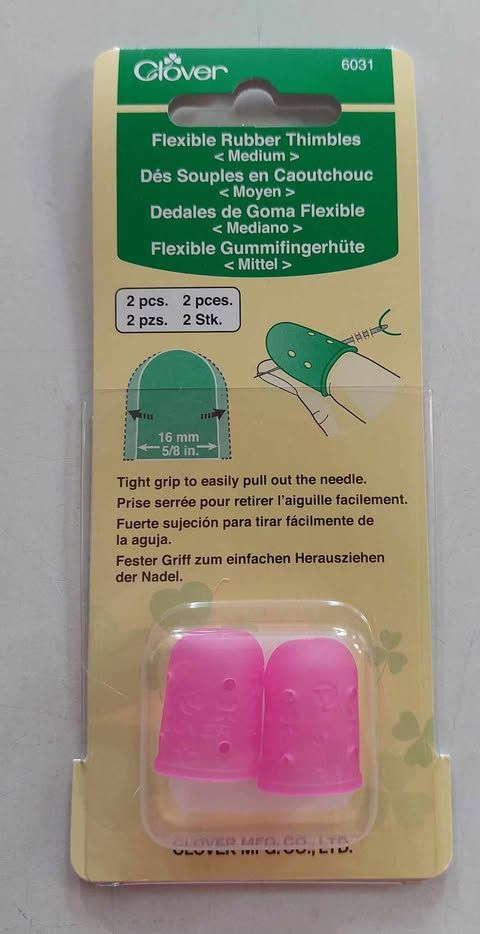 Clover
6031
Flexible Rubber Thimbles
< Medium >
Dés Souples en Caoutchouc
< Moyen >
Dedales de Goma Flexible
< Mediano >
Flexible Gummifingerhüte
< Mittel >
2 pcs. 2 pces.
2 pzs. 2 Stk.
16 mm
5/8 in.
Tight grip to easily pull out the needle.
Prise serrée pour retirer l'aiguille facilement.
Fuerte sujeción para tirar fácilmente de
la aguja.
Fester Griff zum einfachen Herausziehen
der Nadel.
CLOVER MFG. CO., LTD.